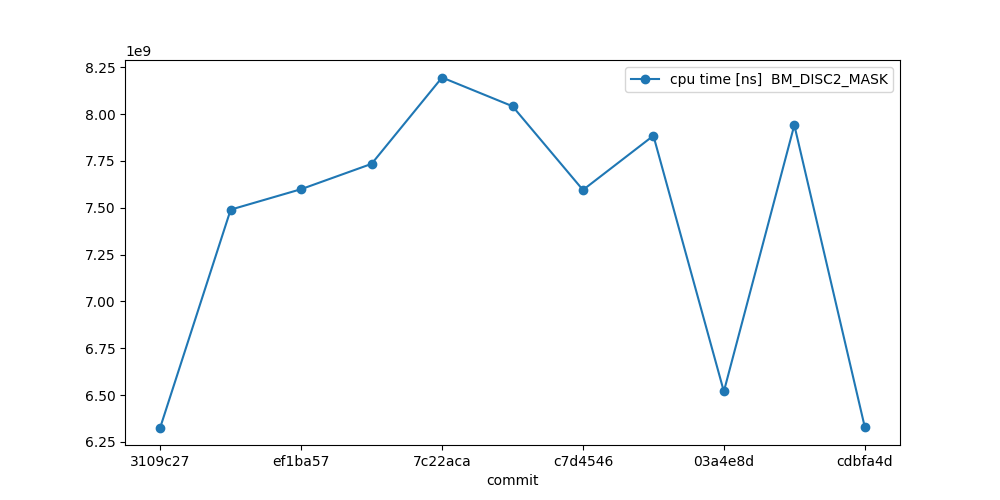 1e9
8.25
8.00
7.75
7.50
7.25
7.00
6.75
6.50
6.25
cpu time [ns]  BM_DISC2_MASK
3109c27 ef1ba57 7c22aca c7d4546 03a4e8d cdbfa4d
commit